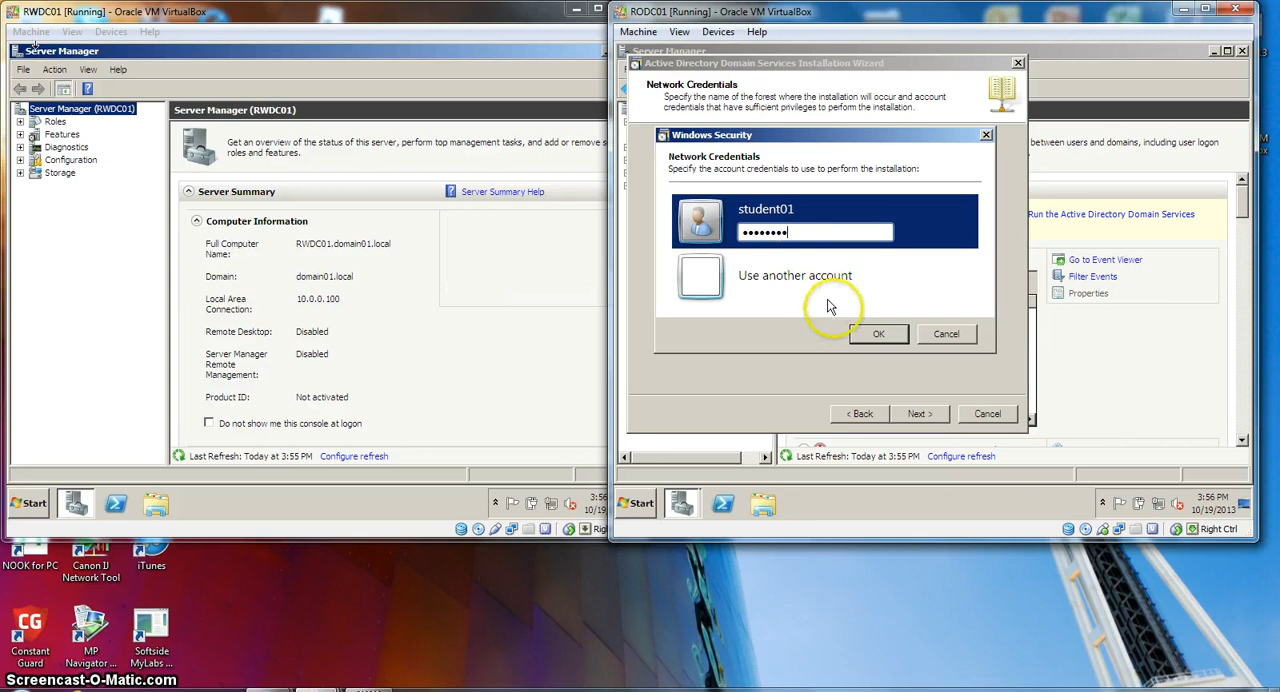 RWDC01 [Running] - Oracle VM VirtualBox
Machine View Devices Help
Server Manager
File Action View Help
Server Manager (RWDC01)
Roles
Features
Diagnostics
Configuration
Storage
Server Manager (RWDC01)
Get an overview of the status of this server, perform top management tasks, and add or remove s
roles and features.
Server Summary
Server Summary Help
Computer Information
Full Computer
Name:
RWDC01.domain01.local
Domain:
domain01.local
Local Area
Connection:
10.0.0.100
Remote Desktop:
Disabled
Server Manager
Remote
Management:
Disabled
Product ID:
Not activated
Do not show me this console at logon
Last Refresh: Today at 3:55 PM Configure refresh
Start
3:56
10/19
Right
RODC01 [Running] - Oracle VM VirtualBox
Machine View Devices Help
Server Manager
Active Directory Domain Services Installation Wizard
Network Credentials
Specify the name of the forest where the installation will occur and account
credentials that have sufficient privileges to perform the installation.
Windows Security
Network Credentials
Specify the account credentials to use to perform the installation:
student01
Use another account
OK Cancel
< Back Next > Cancel
between users and domains, including user logon
Run the Active Directory Domain Services
Go to Event Viewer
Filter Events
Properties
Last Refresh: Today at 3:55 PM Configure refresh
Start
3:56 PM
10/19/2013
Right Ctrl
NOOK for PC
Canon IJ
Network Tool
iTunes
CG
Constant
Guard
MP
Navigator ...
Softside
MyLabs ...
Screencast-O-Matic.com